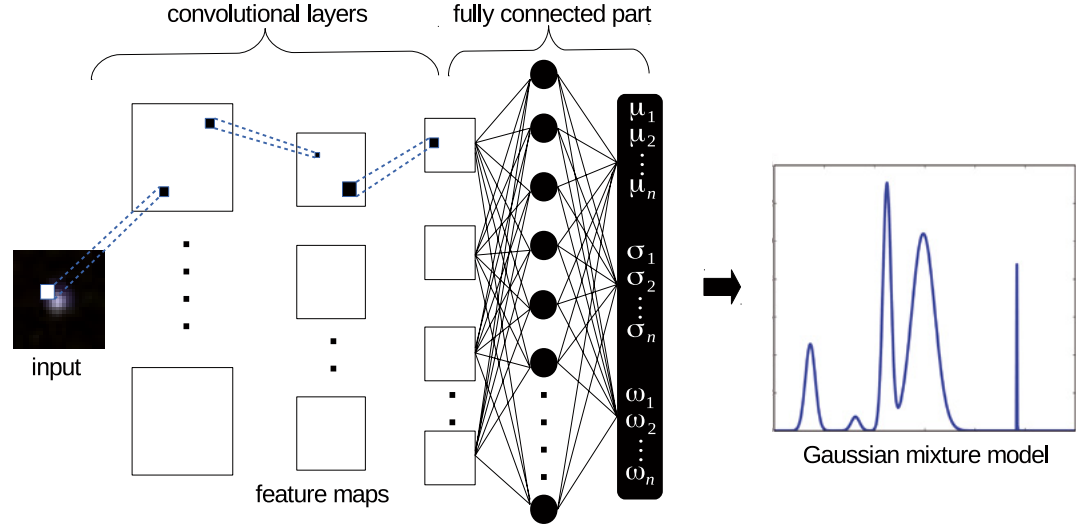 convolutional layers
fully connected part
input
feature maps
μ1
μ2
μn
σ1
σ2
σn
ω1
ω2
ωn
Gaussian mixture model